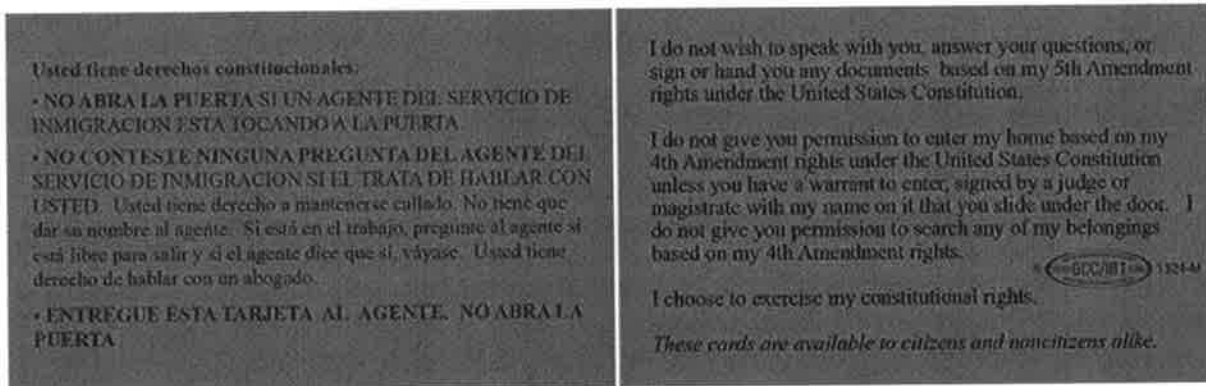 Usted tiene derechos constitucionales:
• NO ABRA LA PUERTA SI UN AGENTE DEL SERVICIO DE
INMIGRACION ESTA TOCANDO A LA PUERTA
• NO CONTESTE NINGUNA PREGUNTA DEL AGENTE DEL
SERVICIO DE INMIGRACION SI EL TRATA DE HABLAR CON
USTED. Usted tiene derecho a mantenerse callado. No tiene que
dar su nombre al agente. Si está en el trabajo, pregunte al agente si
está libre para salir y si el agente dice que sí, váyase. Usted tiene
derecho de hablar con un abogado.
• ENTREGUE ESTA TARJETA AL AGENTE. NO ABRA LA
PUERTA
I do not wish to speak with you, answer your questions, or
sign or hand you any documents based on my 5th Amendment
rights under the United States Constitution.
I do not give you permission to enter my home based on my
4th Amendment rights under the United States Constitution
unless you have a warrant to enter, signed by a judge or
magistrate with my name on it that you slide under the door. I
do not give you permission to search any of my belongings
based on my 4th Amendment rights.
GCC/IBT 1324-M
I choose to exercise my constitutional rights.
These cards are available to citizens and noncitizens alike.